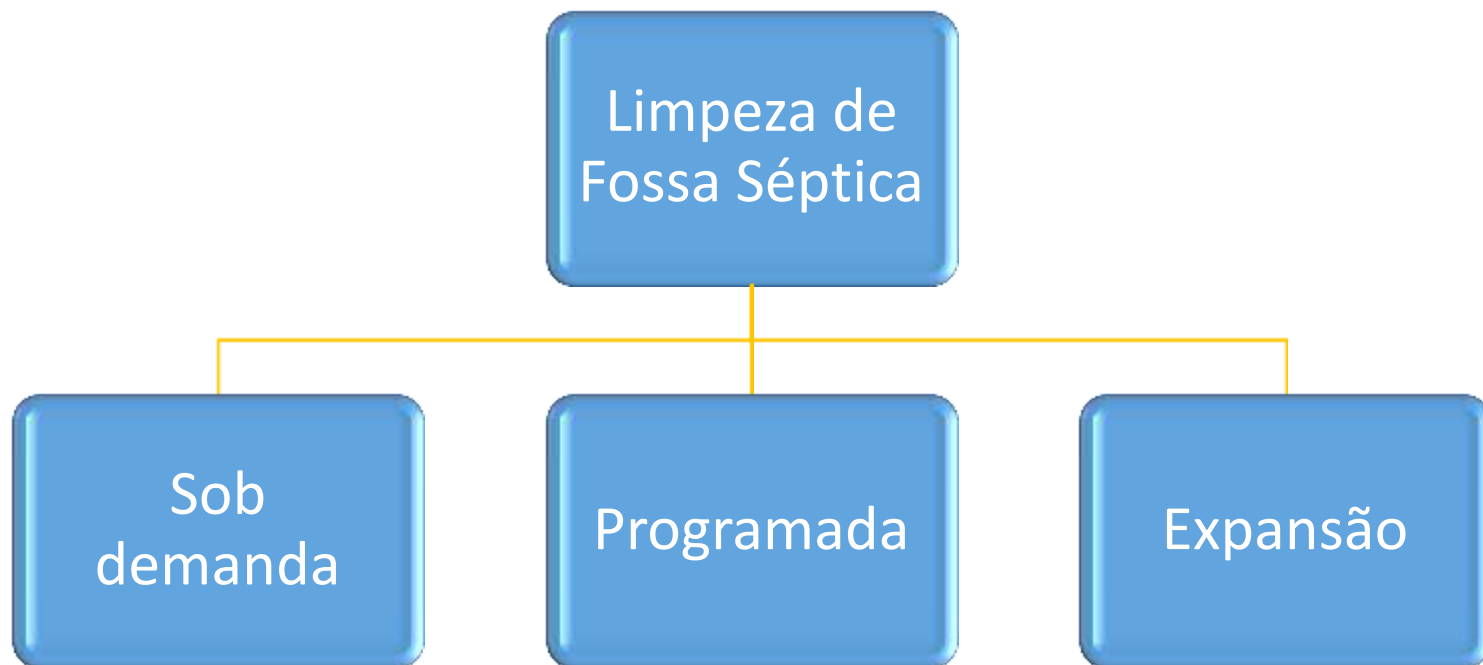 Limpeza de
Fossa Séptica
Sob
demanda
Programada
Expansão